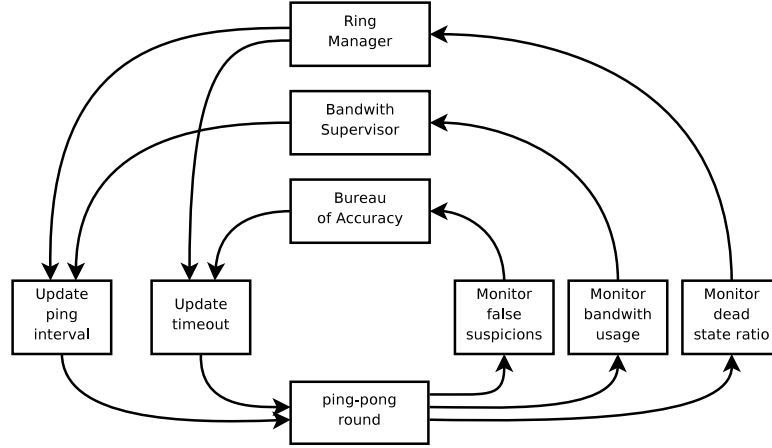 Ring
Manager
Bandwith
Supervisor
Bureau
of Accuracy
Update
ping
interval
Update
timeout
Monitor
false
suspicions
Monitor
bandwith
usage
Monitor
dead
state ratio
ping-pong
round